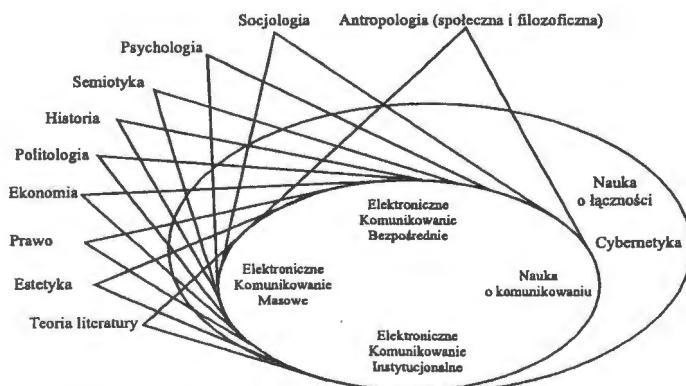 Socjologia
Antropologia (społeczna i filozoficzna)
Psychologia
Semiotyka
Historia
Politologia
Ekonomia
Prawo
Estetyka
Teoria literatury
Nauka
o łączności
Cybernetyka
Elektroniczne
Komunikowanie
Bezpośrednie
Elektroniczne
Komunikowanie
Masowe
Nauka
o komunikowaniu
Elektroniczne
Komunikowanie
Instytucjonalne